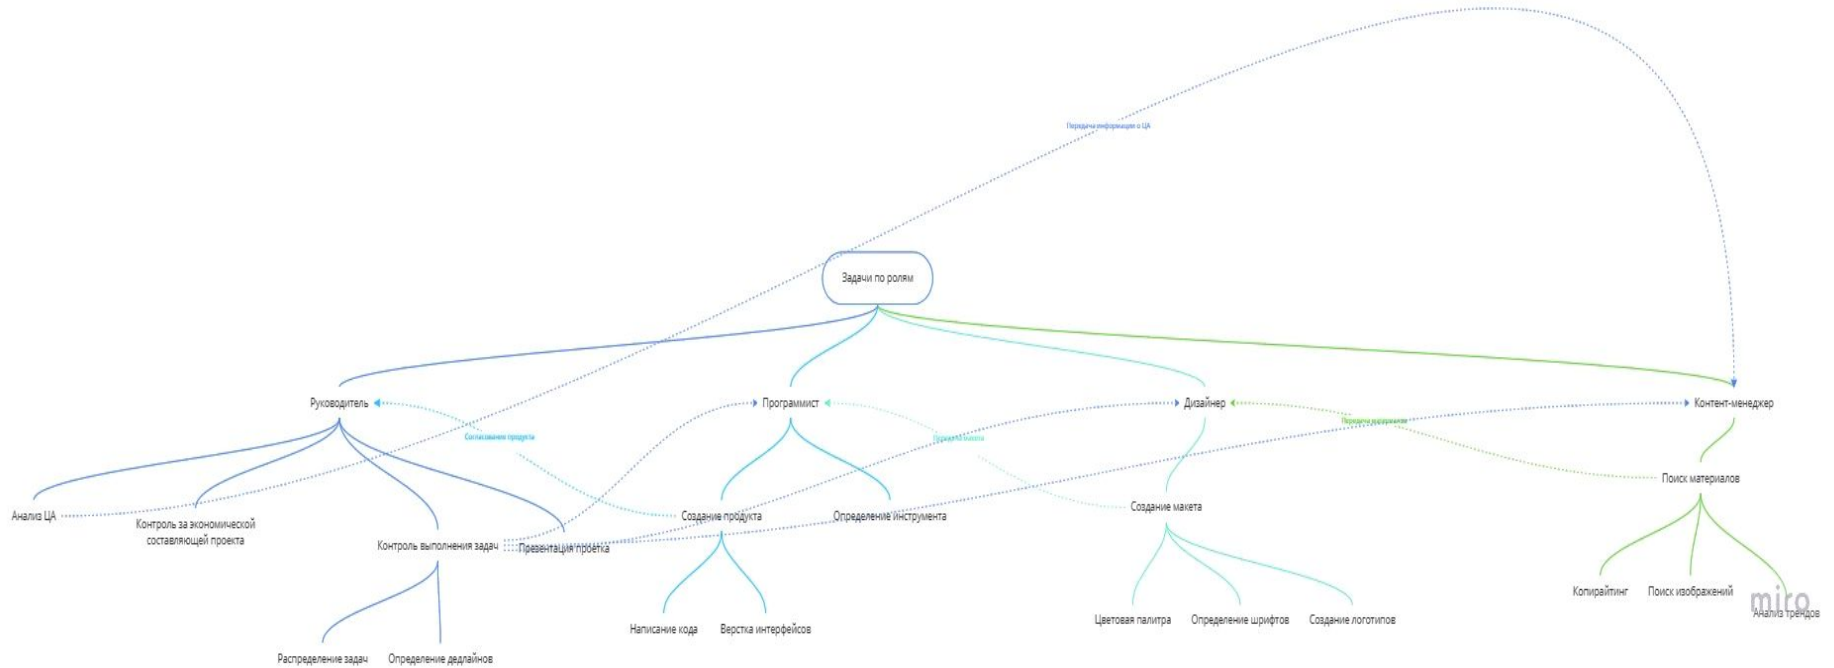 Передача информации о ЦА
Задачи по ролям
Руководитель
Программист
Дизайнер
Контент-менеджер
Согласование продукта
Передача макета
Передача материалов
Поиск материалов
Анализ ЦА
Контроль за экономической
составляющей проекта
Создание продукта
Определение инструмента
Создание макета
Контроль выполнения задач
Презентация проетка
Копирайтинг
Поиск изображений
miro
Анализ трендов
Написание кода
Верстка интерфейсов
Цветовая палитра
Определение шрифтов
Создание логотипов
Распределение задач
Определение дедлайнов